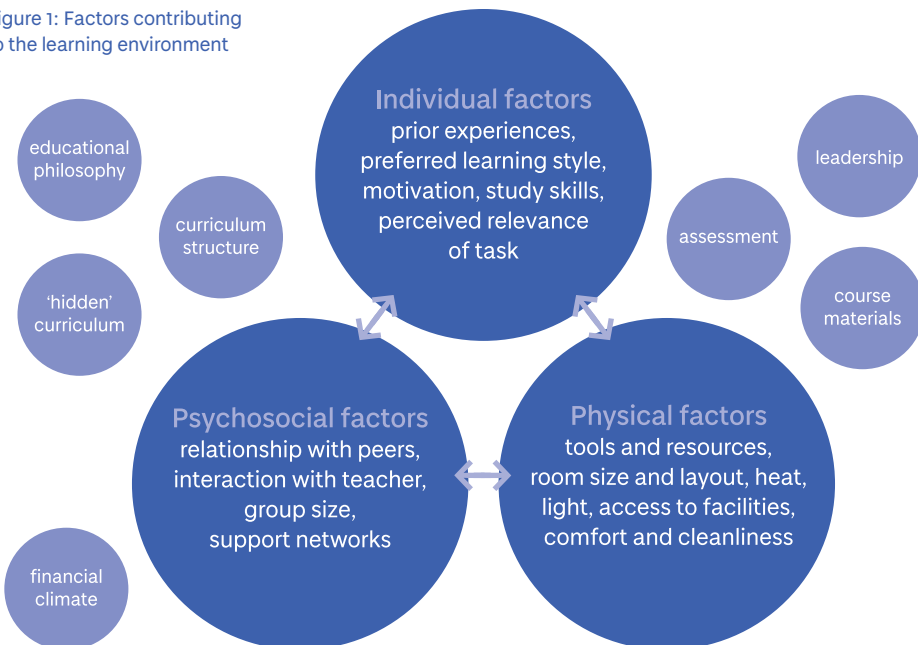 igure 1: Factors contributing
o the learning environment
Individual factors
prior experiences,
preferred learning style,
motivation, study skills,
perceived relevance
of task
educational
philosophy
curriculum
structure
'hidden'
curriculum
leadership
assessment
course
materials
Psychosocial factors
relationship with peers,
interaction with teacher,
group size,
support networks
Physical factors
tools and resources,
room size and layout, heat,
light, access to facilities,
comfort and cleanliness
financial
climate